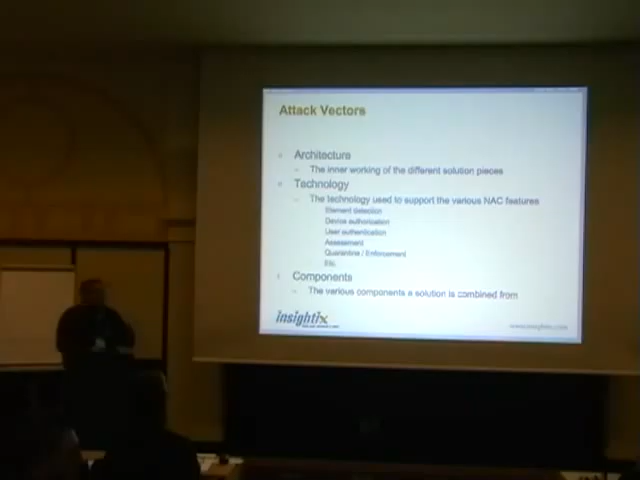 Attack Vectors
Architecture
The inner working of the different solution pieces
Technology
The technology used to support the various NAC features
Element detection
Device authorization
User authentication
Assessment
Quarantine / Enforcement
Etc.
Components
The various components a solution is combined from
insightix
www.insightix.com